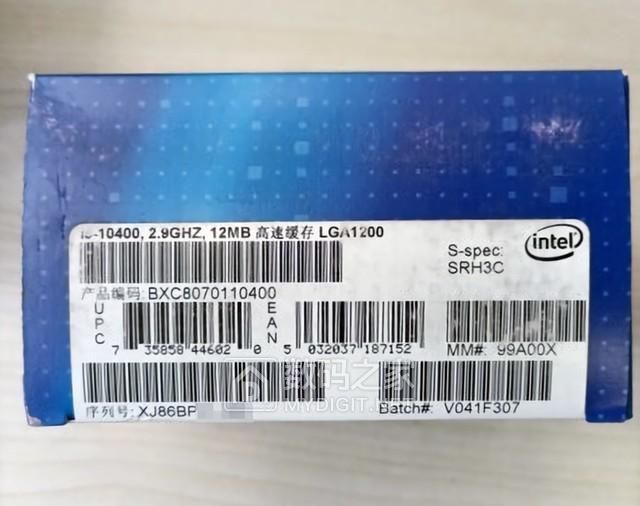 i5-10400, 2.9GHZ, 12MB 高速缓存 LGA1200
S-spec:
SRH3C
intel
产品编码: BXC8070110400
UPC
7 35858 44602 0
EAN
5 032037 187152
MM#: 99A00X
数码之家
MYDIGIT.NET
序列号: XJ86BP
Batch#: V041F307